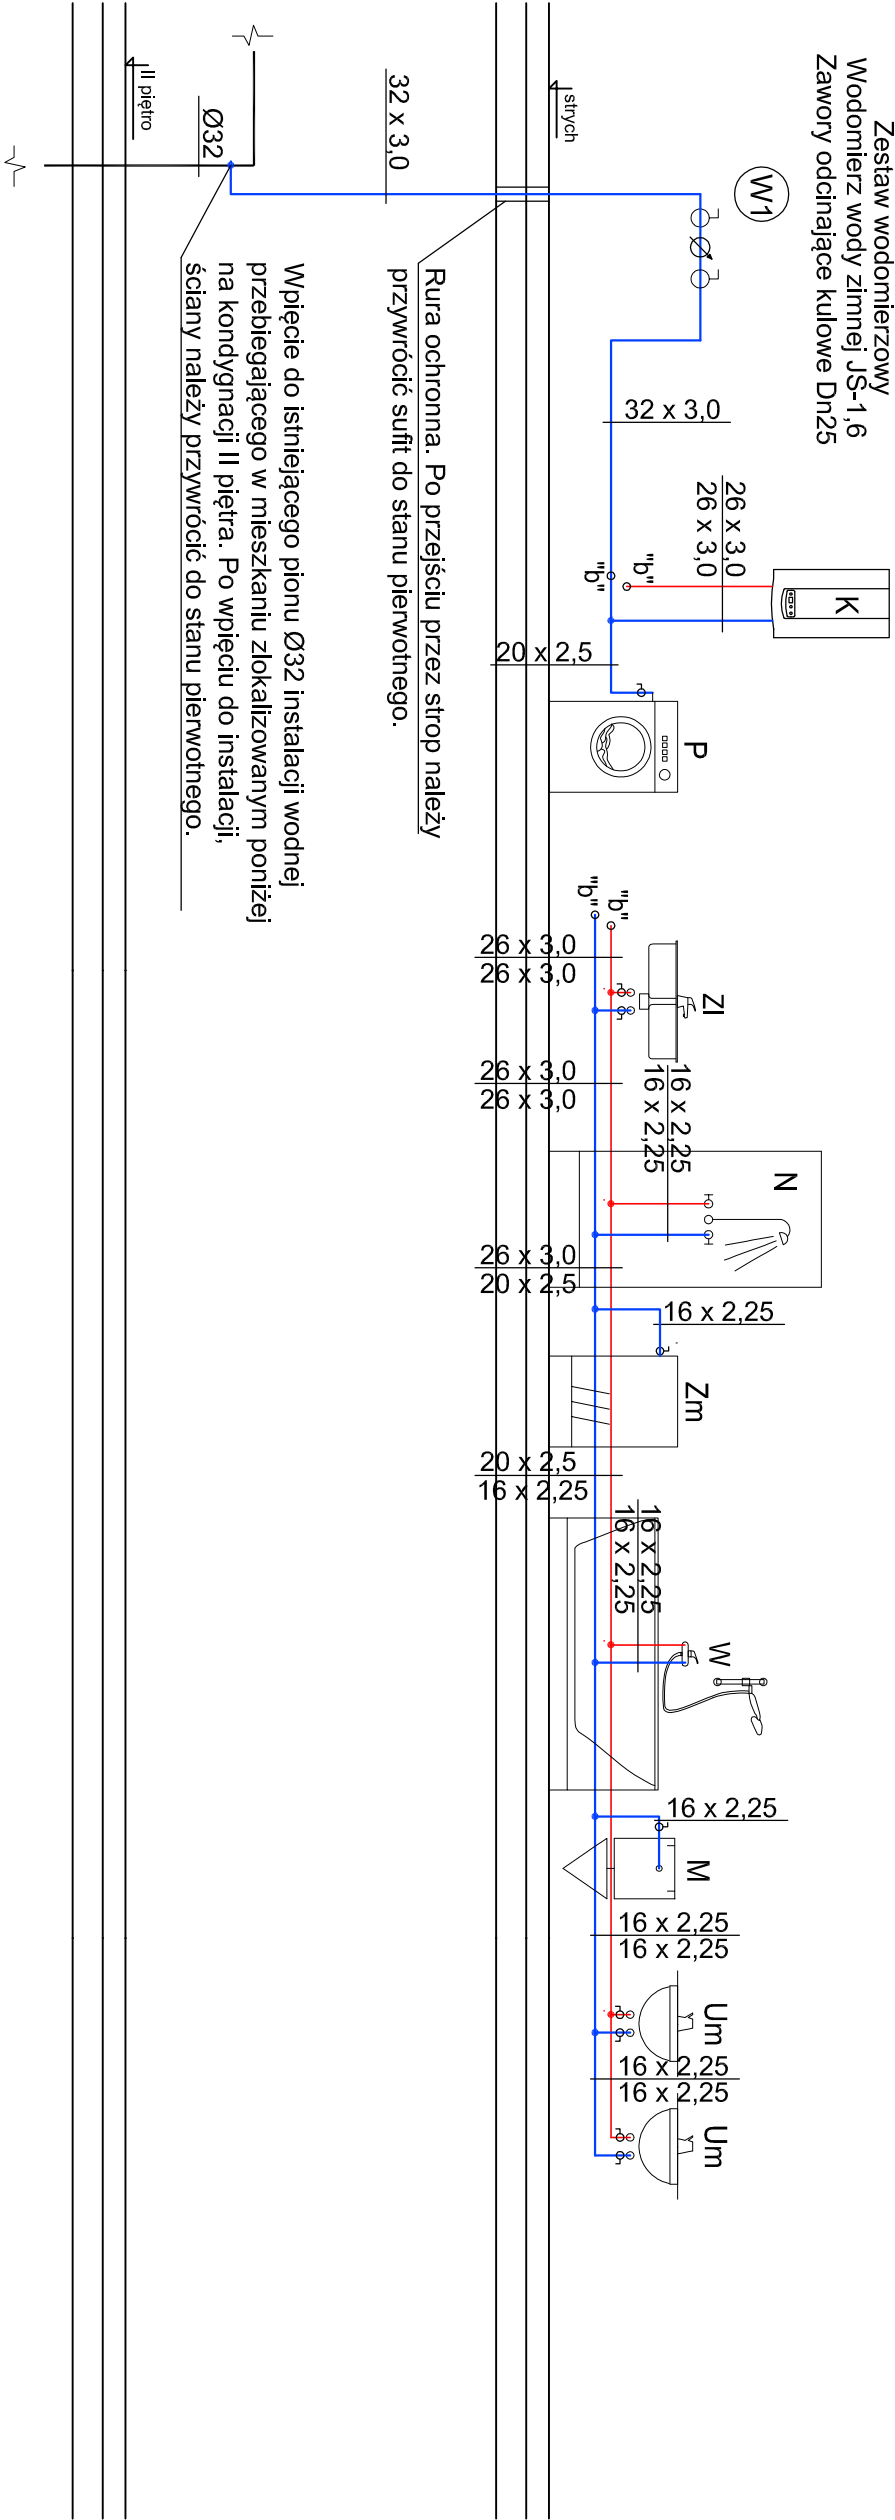 Zestaw wodomierzowy
Wodomierz wody zimnej JS-1,6
Zawory odcinające kulowe Dn25
W1
strych
II piętro
Ø32
32 x 3,0
Rura ochronna. Po przejściu przez strop należy
przywrócić sufit do stanu pierwotnego.
Wpięcie do istniejącego pionu Ø32 instalacji wodnej
przebiegającego w mieszkaniu zlokalizowanym poniżej
na kondygnacji II piętra. Po wpięciu do instalacji,
ściany należy przywrócić do stanu pierwotnego.
32 x 3,0
26 x 3,0
26 x 3,0
K
"b"
"b"
20 x 2,5
P
"b"
"b"
26 x 3,0
26 x 3,0
Zl
26 x 3,0
26 x 3,0
16 x 2,25
16 x 2,25
N
26 x 3,0
20 x 2,5
16 x 2,25
Zm
20 x 2,5
16 x 2,25
16 x 2,25
16 x 2,25
W
16 x 2,25
M
16 x 2,25
16 x 2,25
Um
16 x 2,25
16 x 2,25
Um